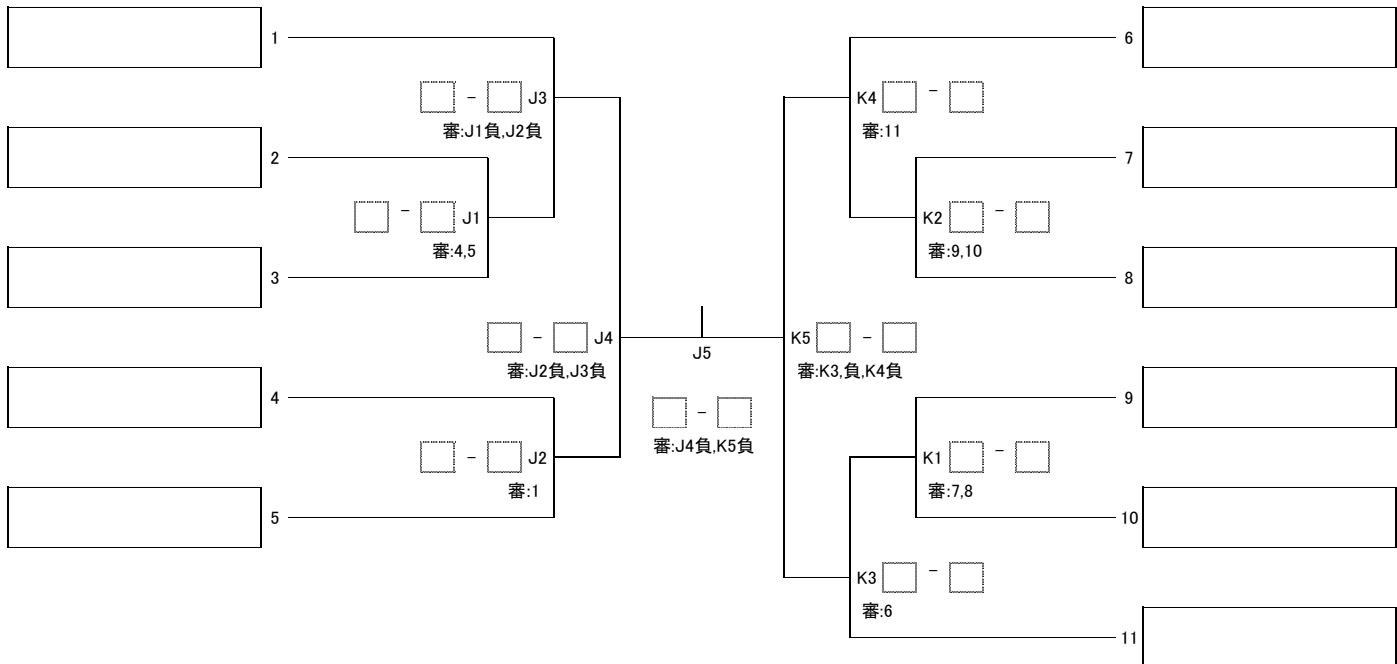 1
6
－ J3
K4 －
審:J1負,J2負
審:11
2
7
－ J1
K2 －
審:4,5
審:9,10
3
8
－ J4
J5
K5 －
審:J2負,J3負
審:K3,負,K4負
4
9
－
審:J4負,K5負
－ J2
K1 －
審:1
審:7,8
5
10
K3 －
審:6
11